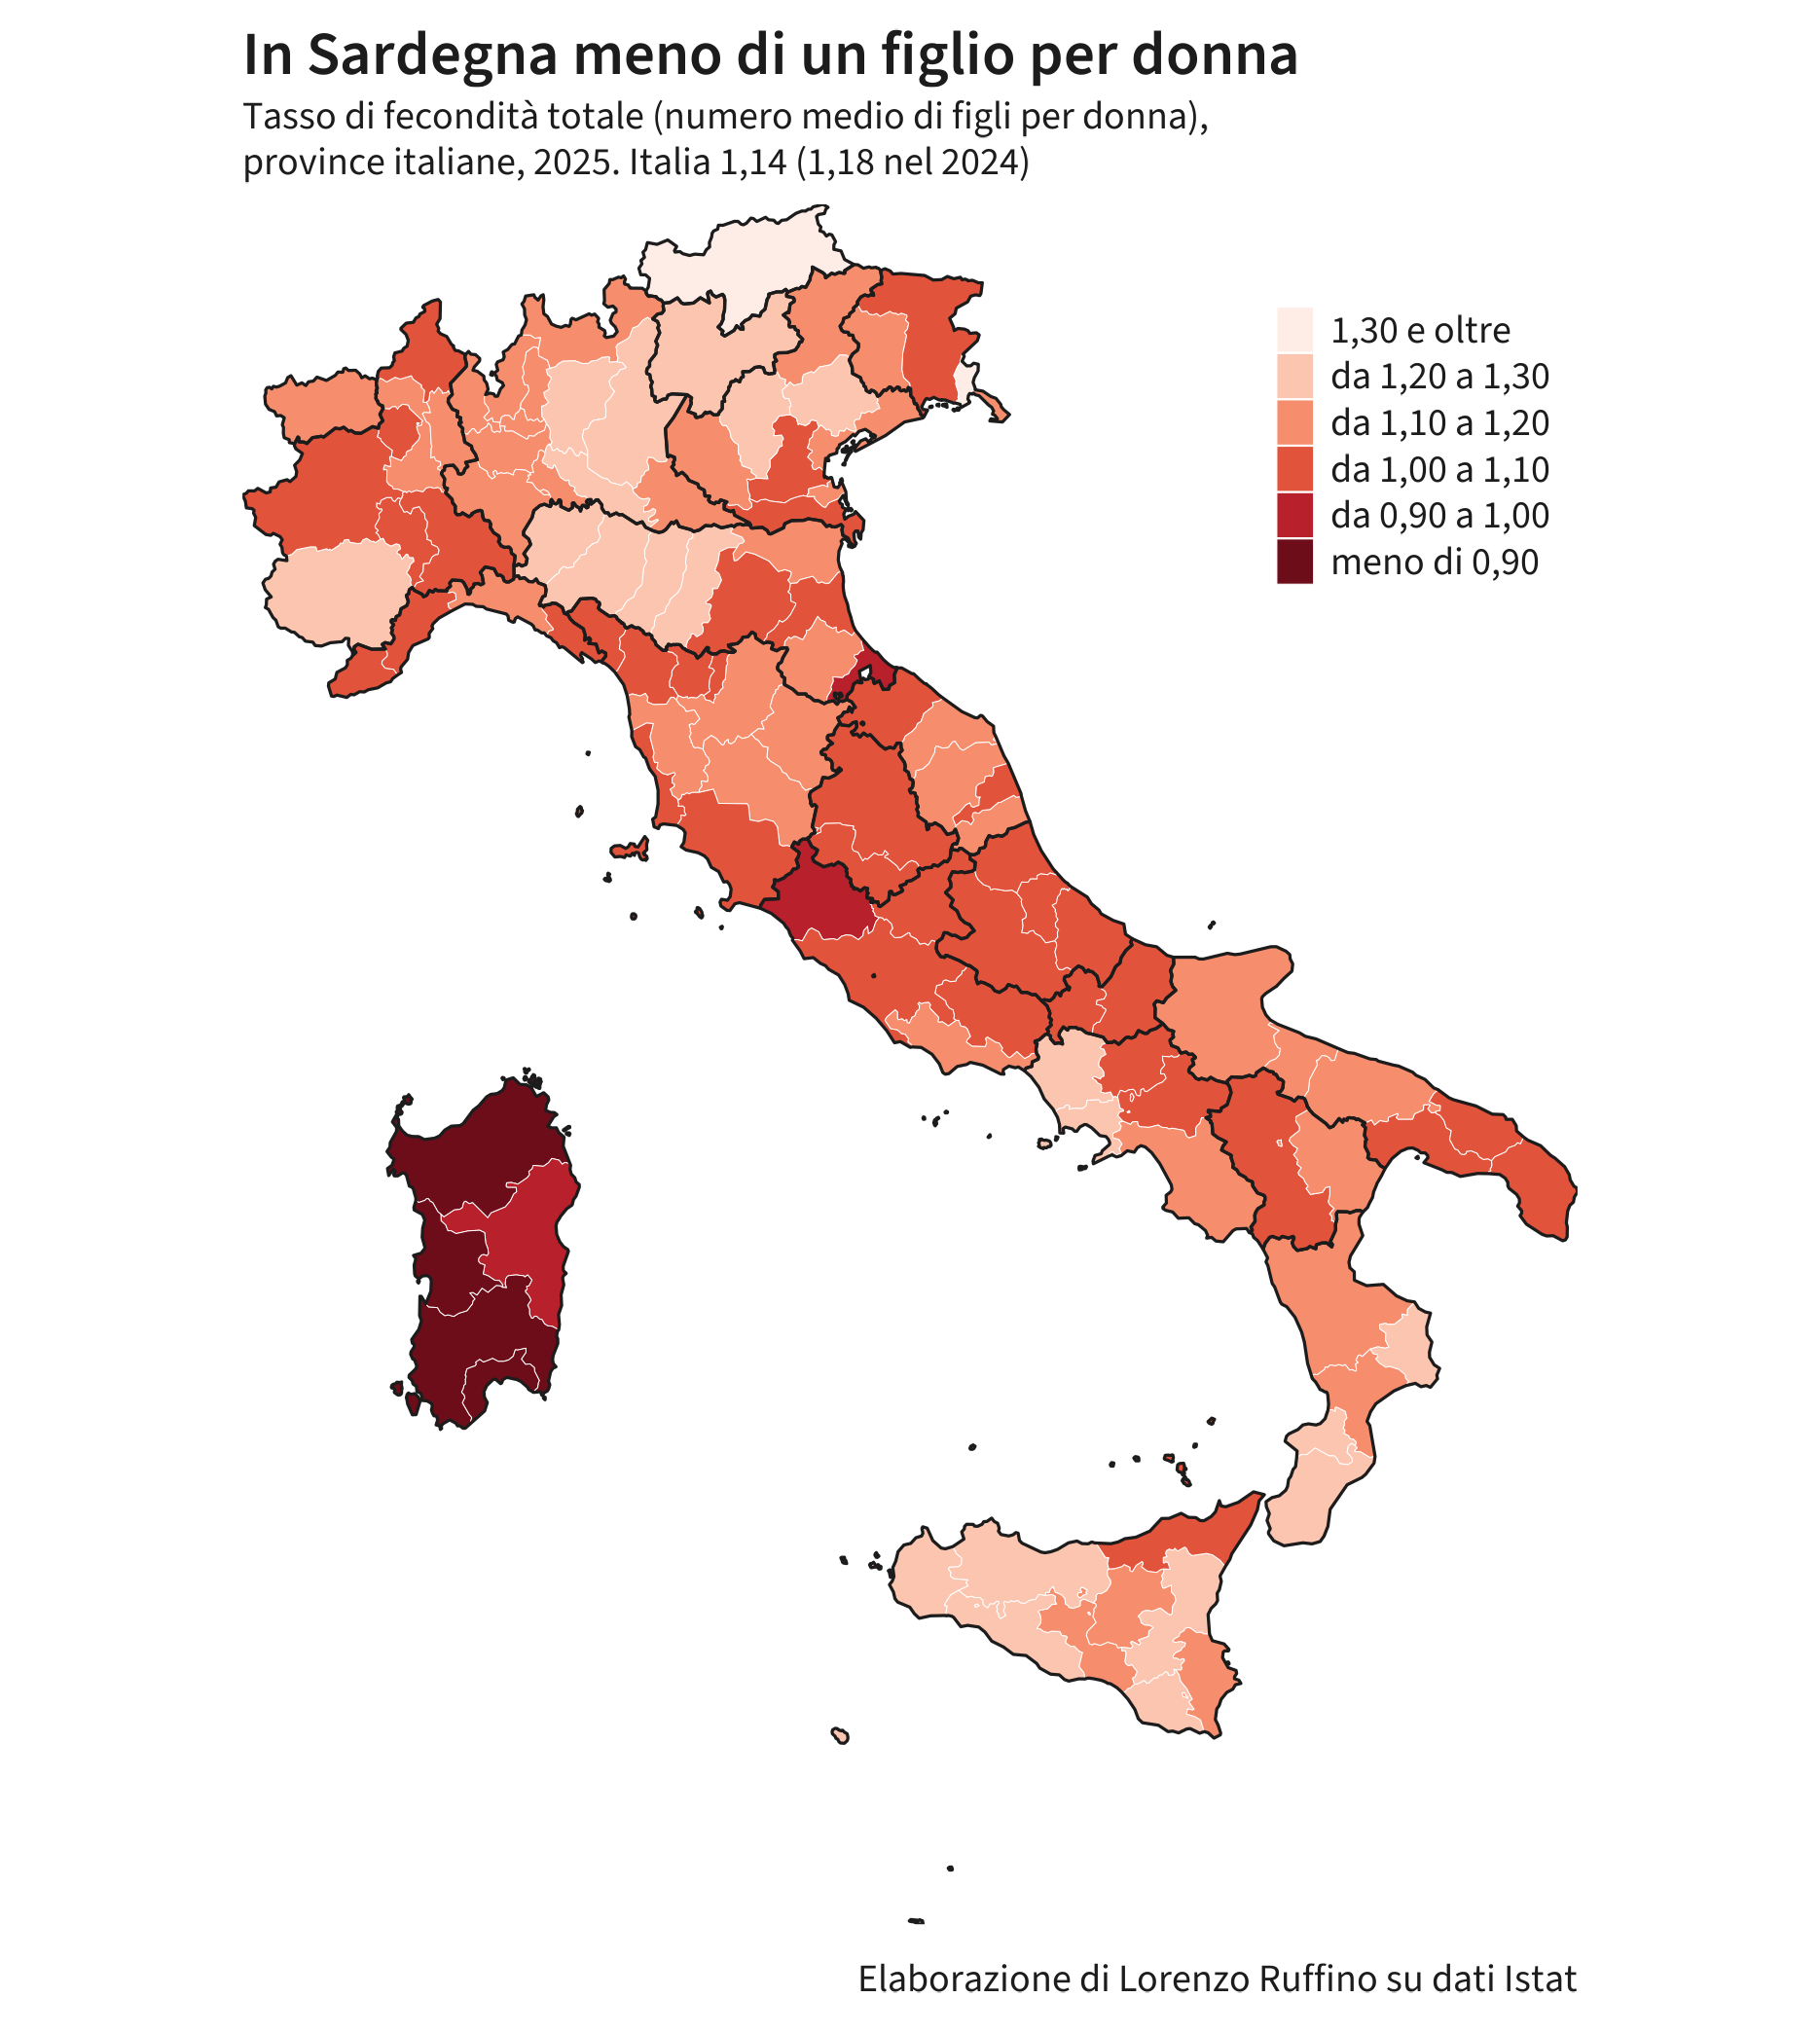 In Sardegna meno di un figlio per donna
Tasso di fecondità totale (numero medio di figli per donna),
province italiane, 2025. Italia 1,14 (1,18 nel 2024)
1,30 e oltre
da 1,20 a 1,30
da 1,10 a 1,20
da 1,00 a 1,10
da 0,90 a 1,00
meno di 0,90
Elaborazione di Lorenzo Ruffino su dati Istat